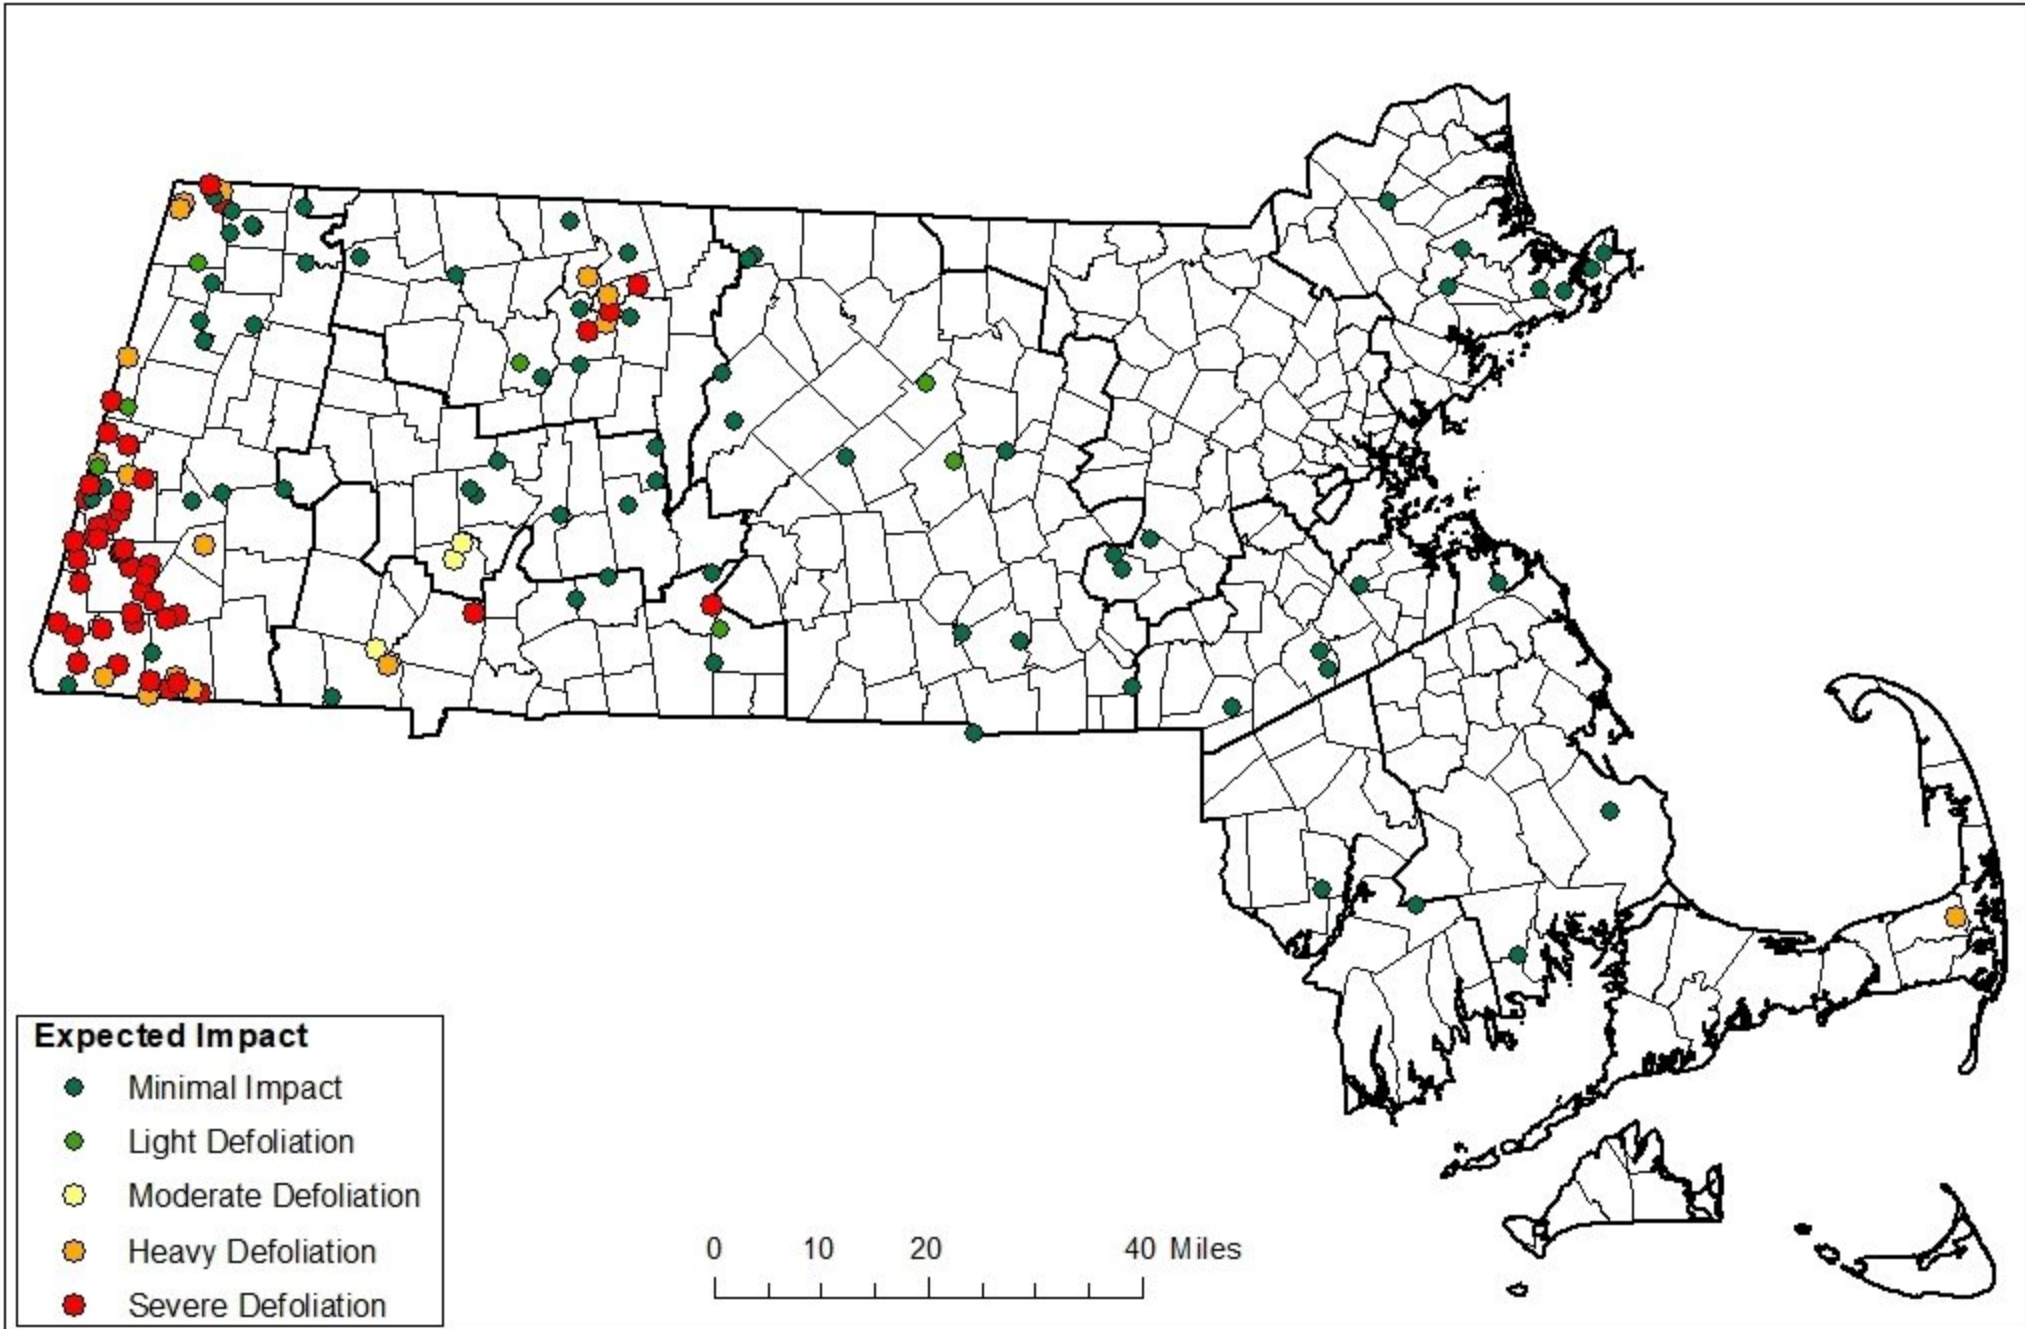 Expected Impact
Minimal Impact
Light Defoliation
Moderate Defoliation
Heavy Defoliation
Severe Defoliation
0 10 20 40 Miles